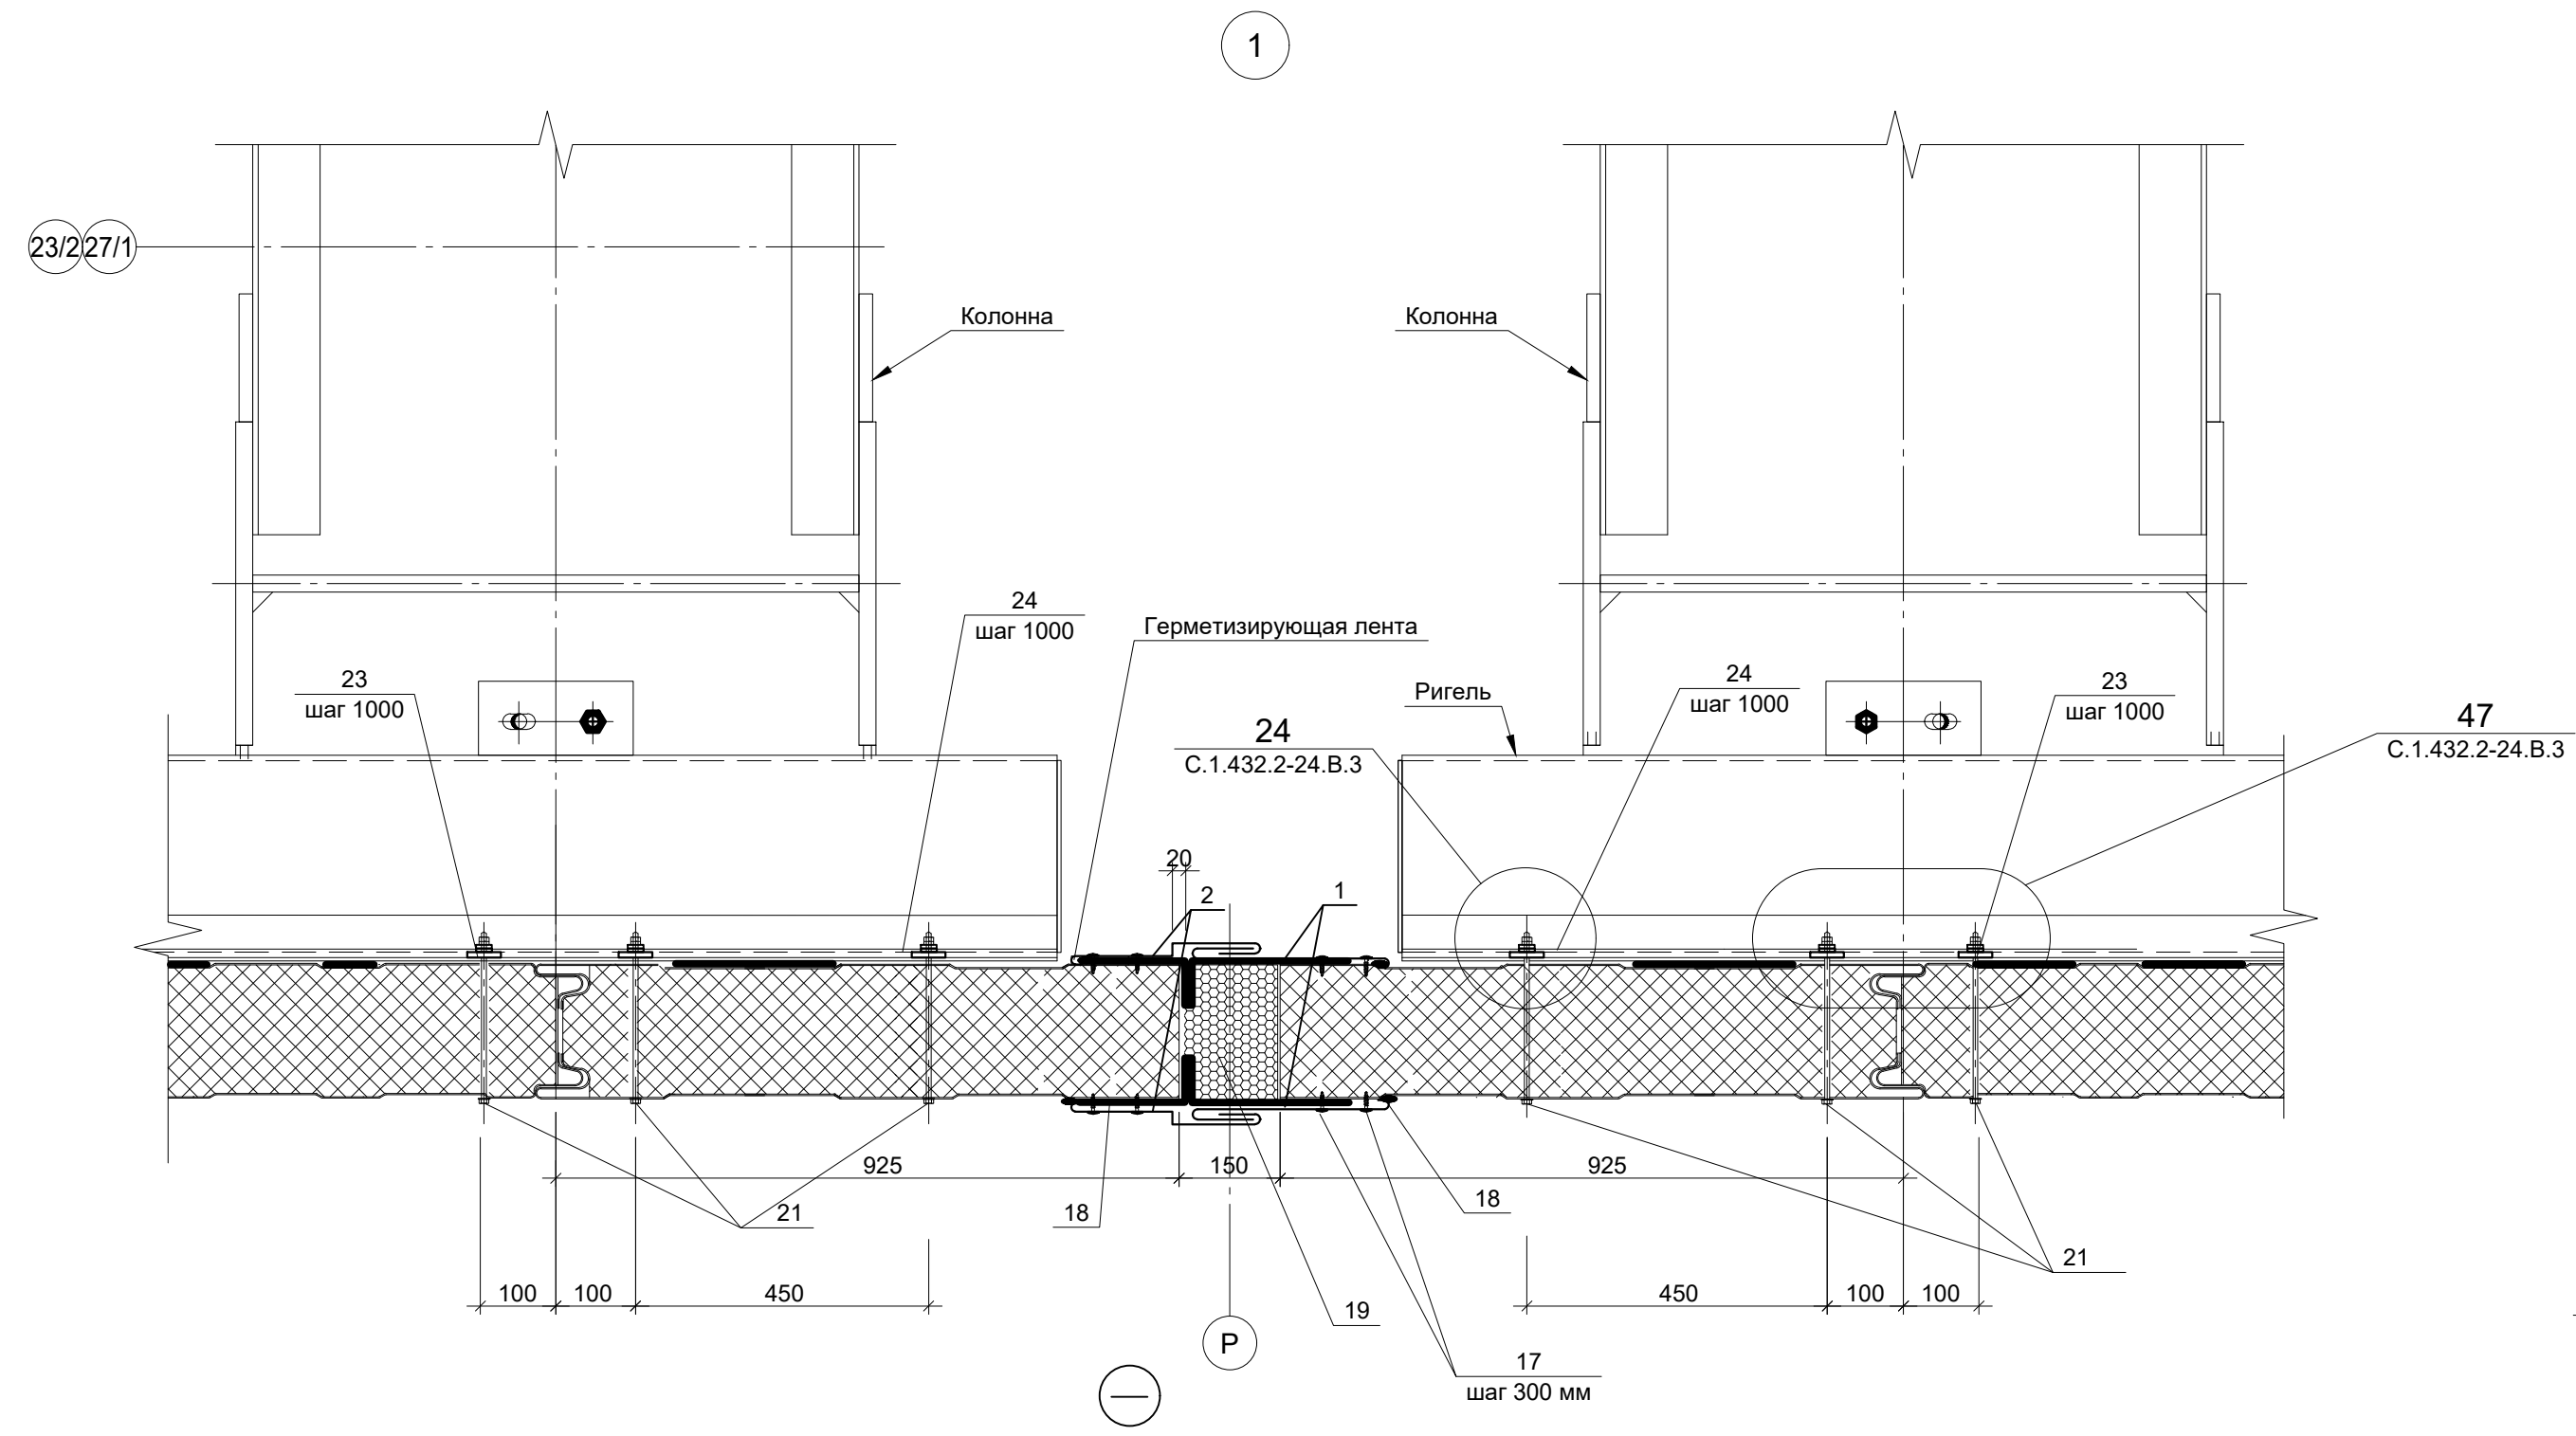 1
23/2
27/1
Колонна
Колонна
24
шаг 1000
Герметизирующая лента
23
шаг 1000
Ригель
24
шаг 1000
23
шаг 1000
24
С.1.432.2-24.В.3
47
С.1.432.2-24.В.3
20
2
1
925
150
925
18
18
21
21
100
100
450
450
100
100
19
Р
17
шаг 300 мм